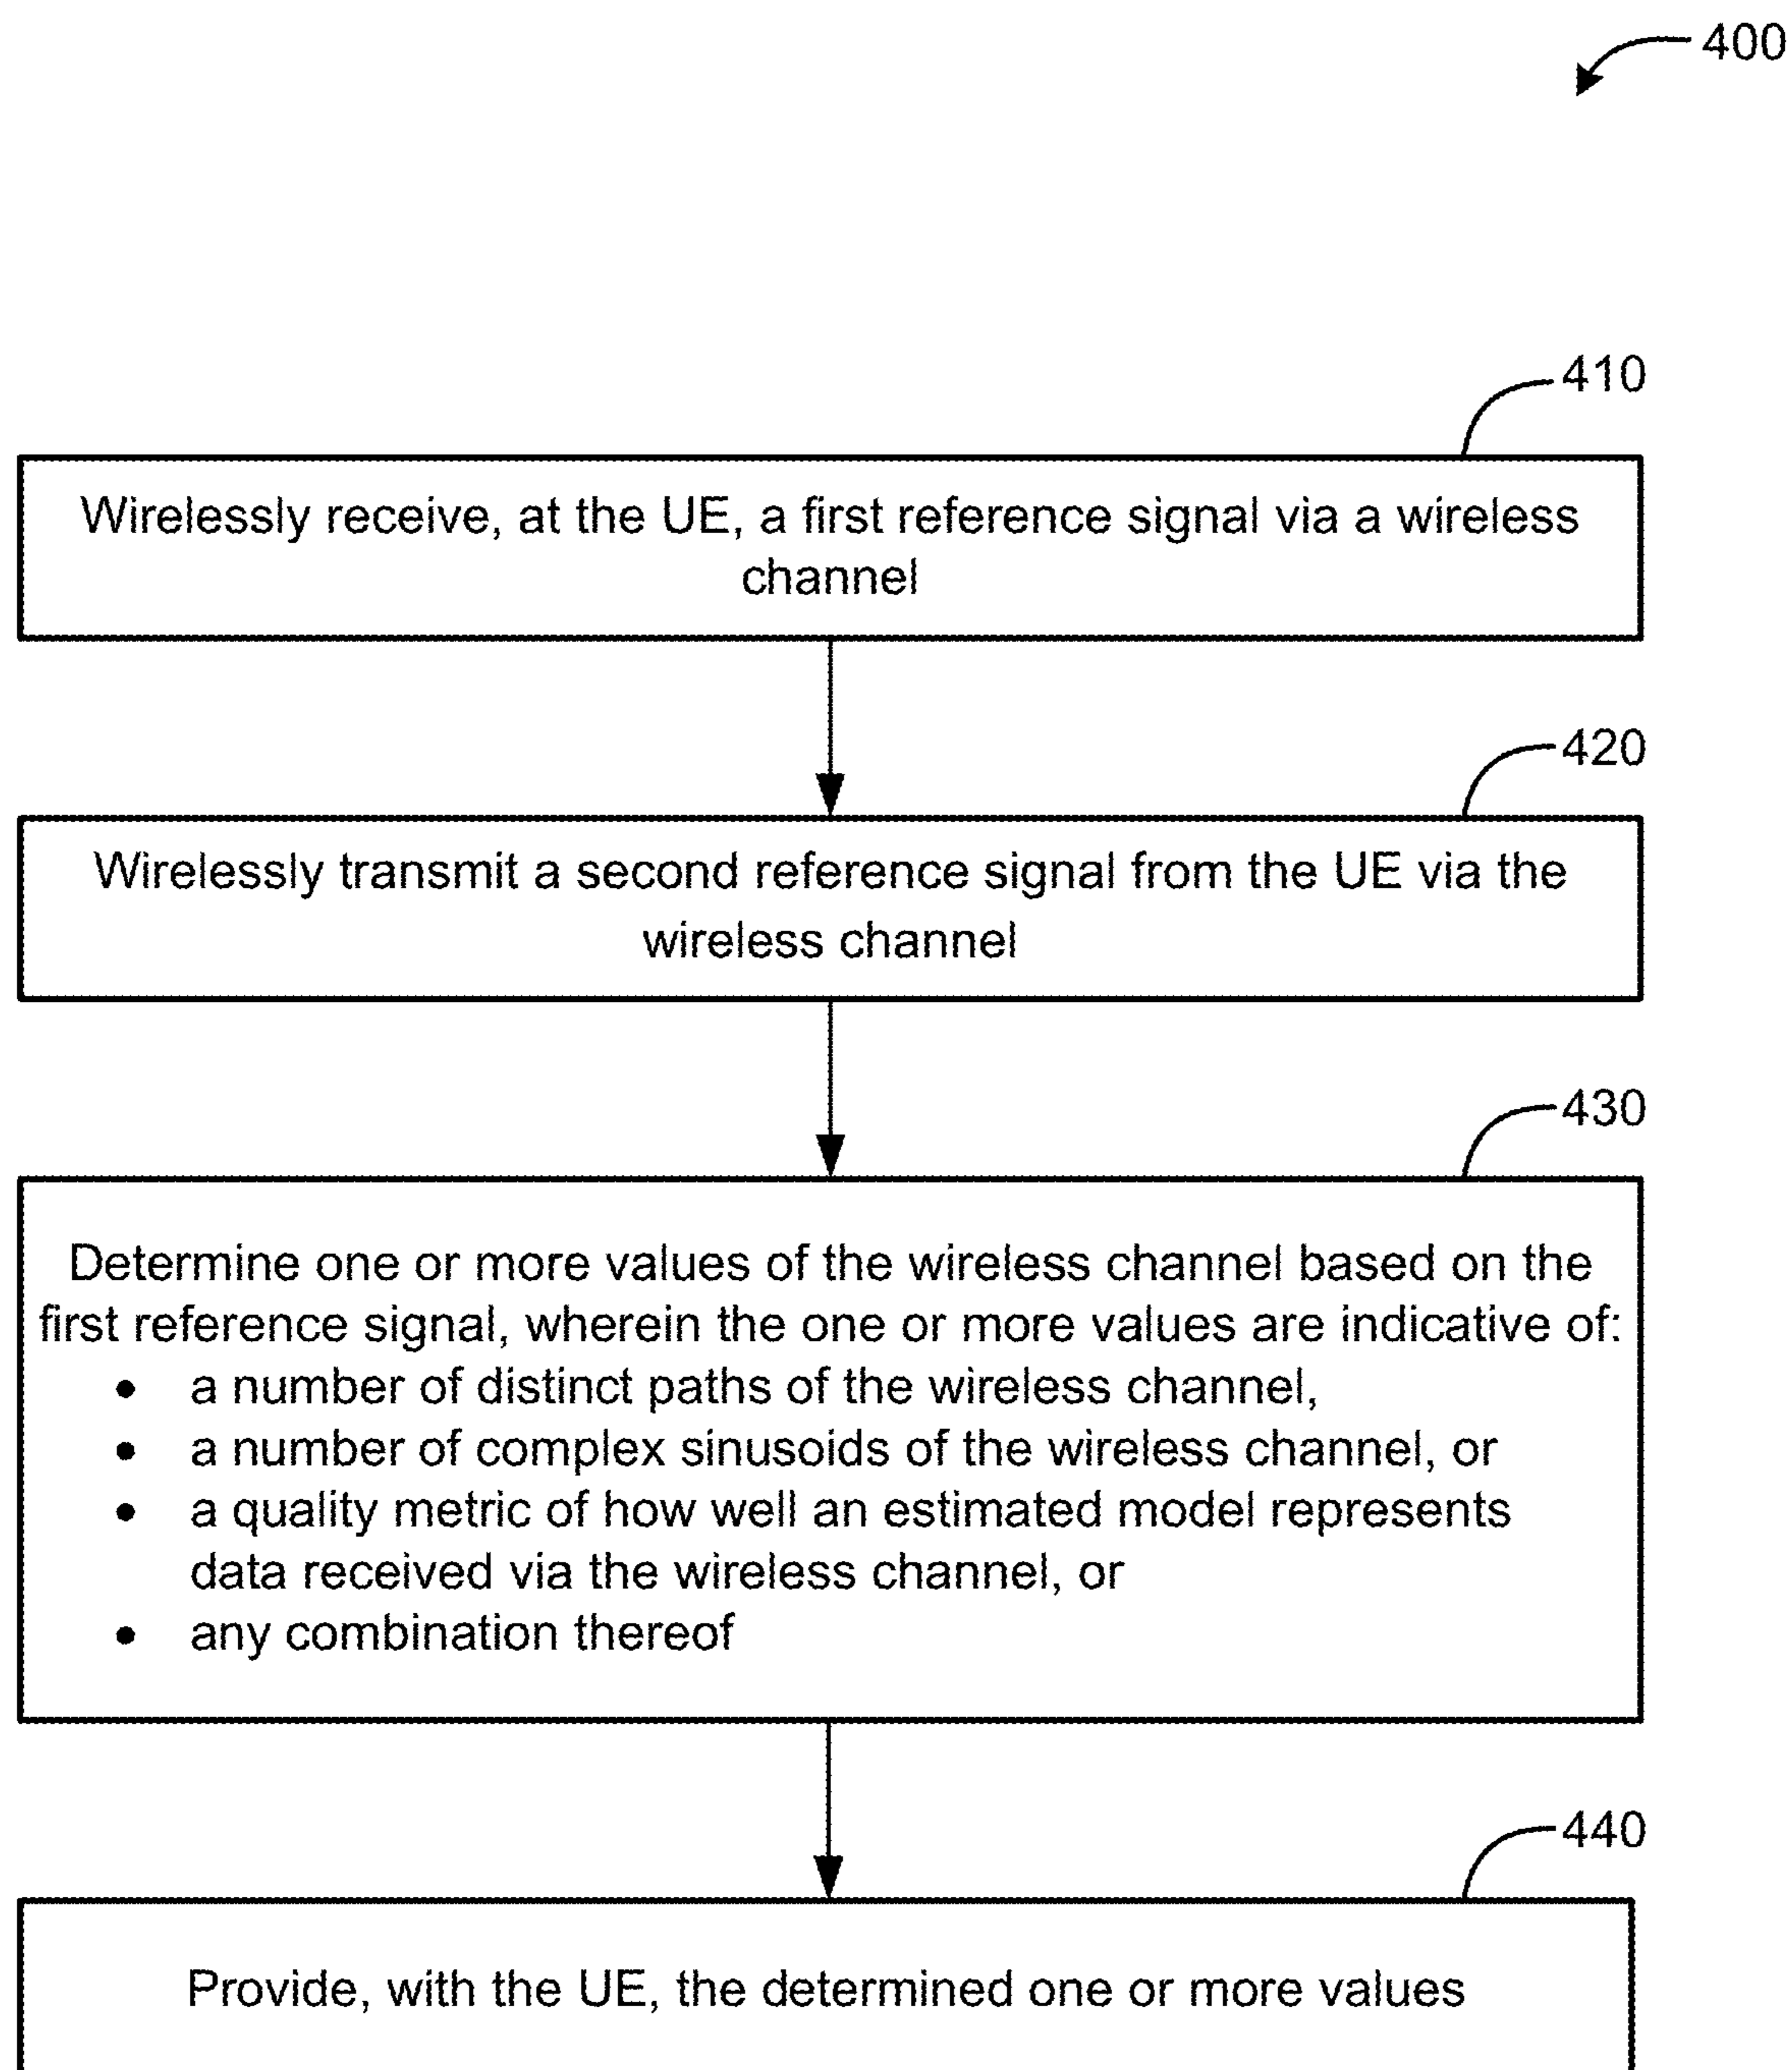 400
410
Wirelessly receive, at the UE, a first reference signal via a wireless
channel
420
Wirelessly transmit a second reference signal from the UE via the
wireless channel
430
Determine one or more values of the wireless channel based on the
first reference signal, wherein the one or more values are indicative of:
• a number of distinct paths of the wireless channel,
• a number of complex sinusoids of the wireless channel, or
• a quality metric of how well an estimated model represents
data received via the wireless channel, or
• any combination thereof
440
Provide, with the UE, the determined one or more values